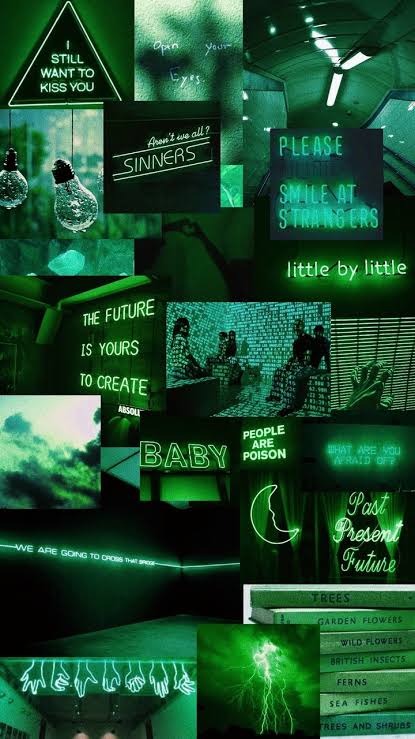 I
STILL
WANT TO
KISS YOU
Open your
Eyes
Aren't we all?
SINNERS
PLEASE
SMILE AT
STRANGERS
little by little
THE FUTURE
IS YOURS
TO CREATE
ABSOLU
BABY
PEOPLE
ARE
POISON
WHAT ARE YOU
AFRAID OF?
Past
Present
Future
WE ARE GOING TO CROSS THAT BRIDGE
TREES
GARDEN FLOWERS
WILD FLOWERS
BRITISH INSECTS
FERNS
SEA FISHES
TREES AND SHRUBS